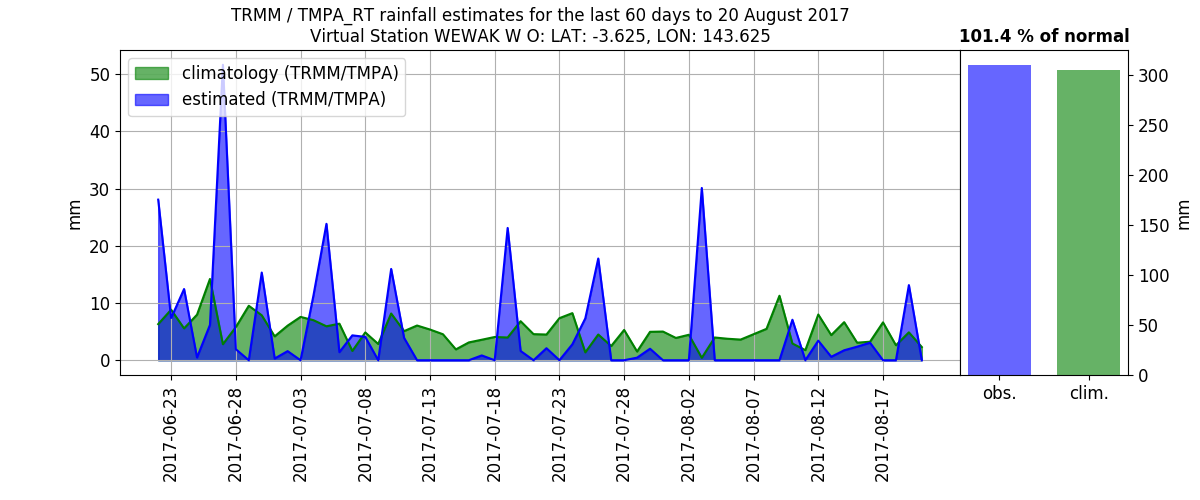 TRMM / TMPA_RT rainfall estimates for the last 60 days to 20 August 2017
Virtual Station WEWAK W O: LAT: -3.625, LON: 143.625
101.4 % of normal
climatology (TRMM/TMPA)
estimated (TRMM/TMPA)
mm
50
40
30
20
10
0
2017-06-23
2017-06-28
2017-07-03
2017-07-08
2017-07-13
2017-07-18
2017-07-23
2017-07-28
2017-08-02
2017-08-07
2017-08-12
2017-08-17
300
250
200
150
100
50
0
mm
obs.
clim.